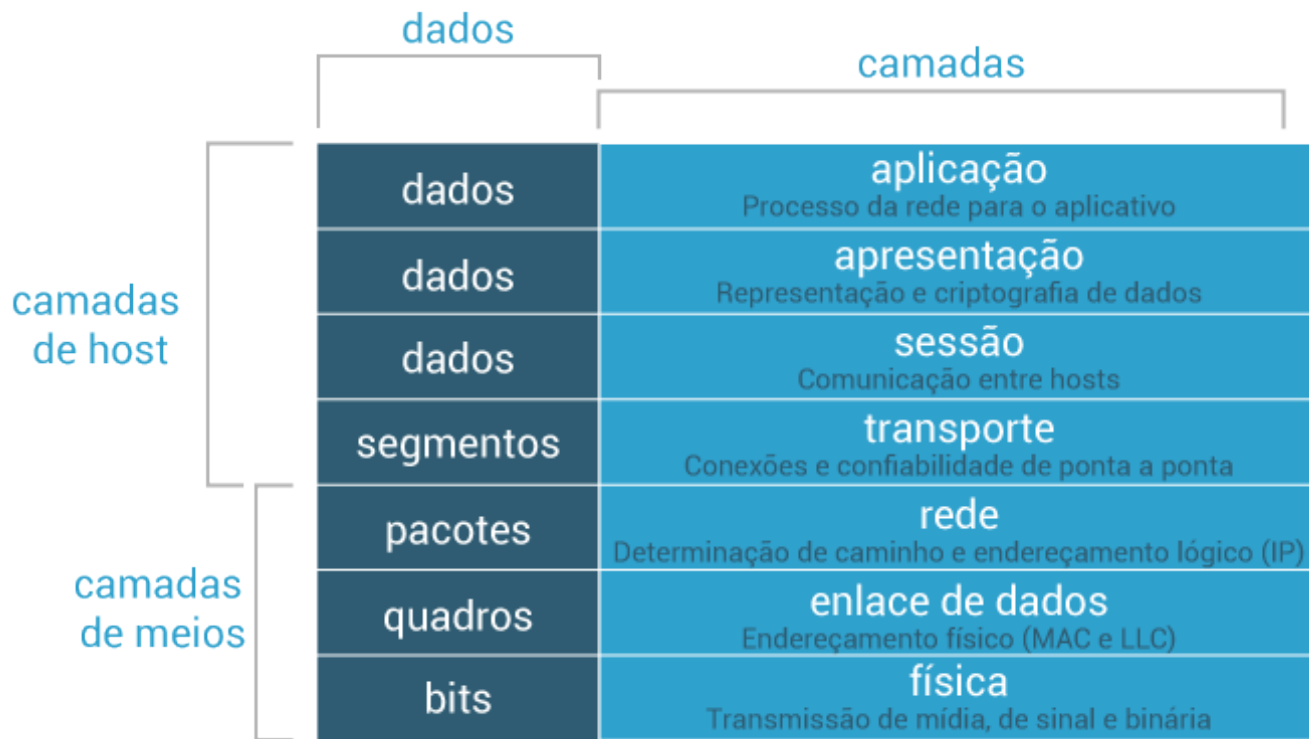 dados
camadas
camadas
de host
dados
aplicação
Processo da rede para o aplicativo
dados
apresentação
Representação e criptografia de dados
dados
sessão
Comunicação entre hosts
segmentos
transporte
Conexões e confiabilidade de ponta a ponta
camadas
de meios
pacotes
rede
Determinação de caminho e endereçamento lógico (IP)
quadros
enlace de dados
Endereçamento físico (MAC e LLC)
bits
física
Transmissão de mídia, de sinal e binária